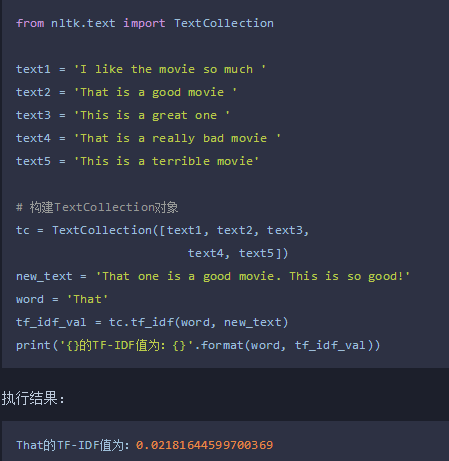 from nltk.text import TextCollection
text1 = 'I like the movie so much '
text2 = 'That is a good movie '
text3 = 'This is a great one '
text4 = 'That is a really bad movie '
text5 = 'This is a terrible movie'
# 构建TextCollection对象
tc = TextCollection([text1, text2, text3,
text4, text5])
new_text = 'That one is a good movie. This is so good!'
word = 'That'
tf_idf_val = tc.tf_idf(word, new_text)
print('{}的TF-IDF值为: {}'.format(word, tf_idf_val))
执行结果：
That的TF-IDF值为: 0.02181644599700369